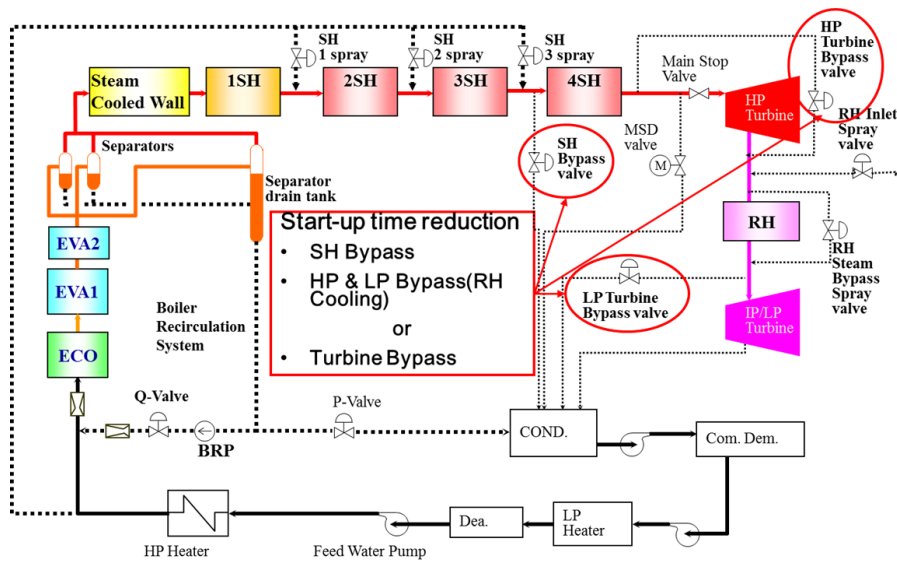 SH
1 spray
SH
2 spray
SH
3 spray
HP
Turbine
Bypass
valve
Steam
Cooled Wall
1SH
2SH
3SH
4SH
Main Stop
Valve
HP
Turbine
RH Inlet
Spray
valve
Separators
MSD
valve
M
SH
Bypass
valve
Separator
drain tank
Start-up time reduction
• SH Bypass
• HP & LP Bypass(RH
Cooling)
or
• Turbine Bypass
EVA2
EVA1
ECO
Boiler
Recirculation
System
RH
RH
Steam
Bypass
Spray
valve
LP Turbine
Bypass valve
IP/LP
Turbine
Q-Valve
P-Valve
BRP
COND.
Com. Dem.
HP Heater
Feed Water Pump
Dea.
LP
Heater